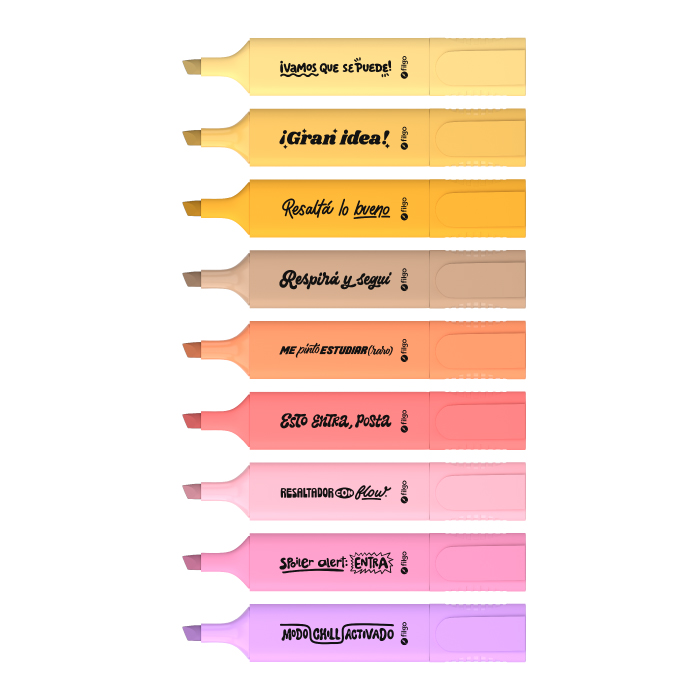 ¡VAMOS QUE SE PUEDE! filgo
¡Gran idea! filgo
Resaltá lo bueno filgo
Respirá y seguí filgo
ME pintó ESTUDIAR (raro) filgo
ESTO ENTRA, POSTA filgo
RESALTADOR CON flow filgo
SPOILER ALERT: ENTRA filgo
MODO CHILL ACTIVADO filgo